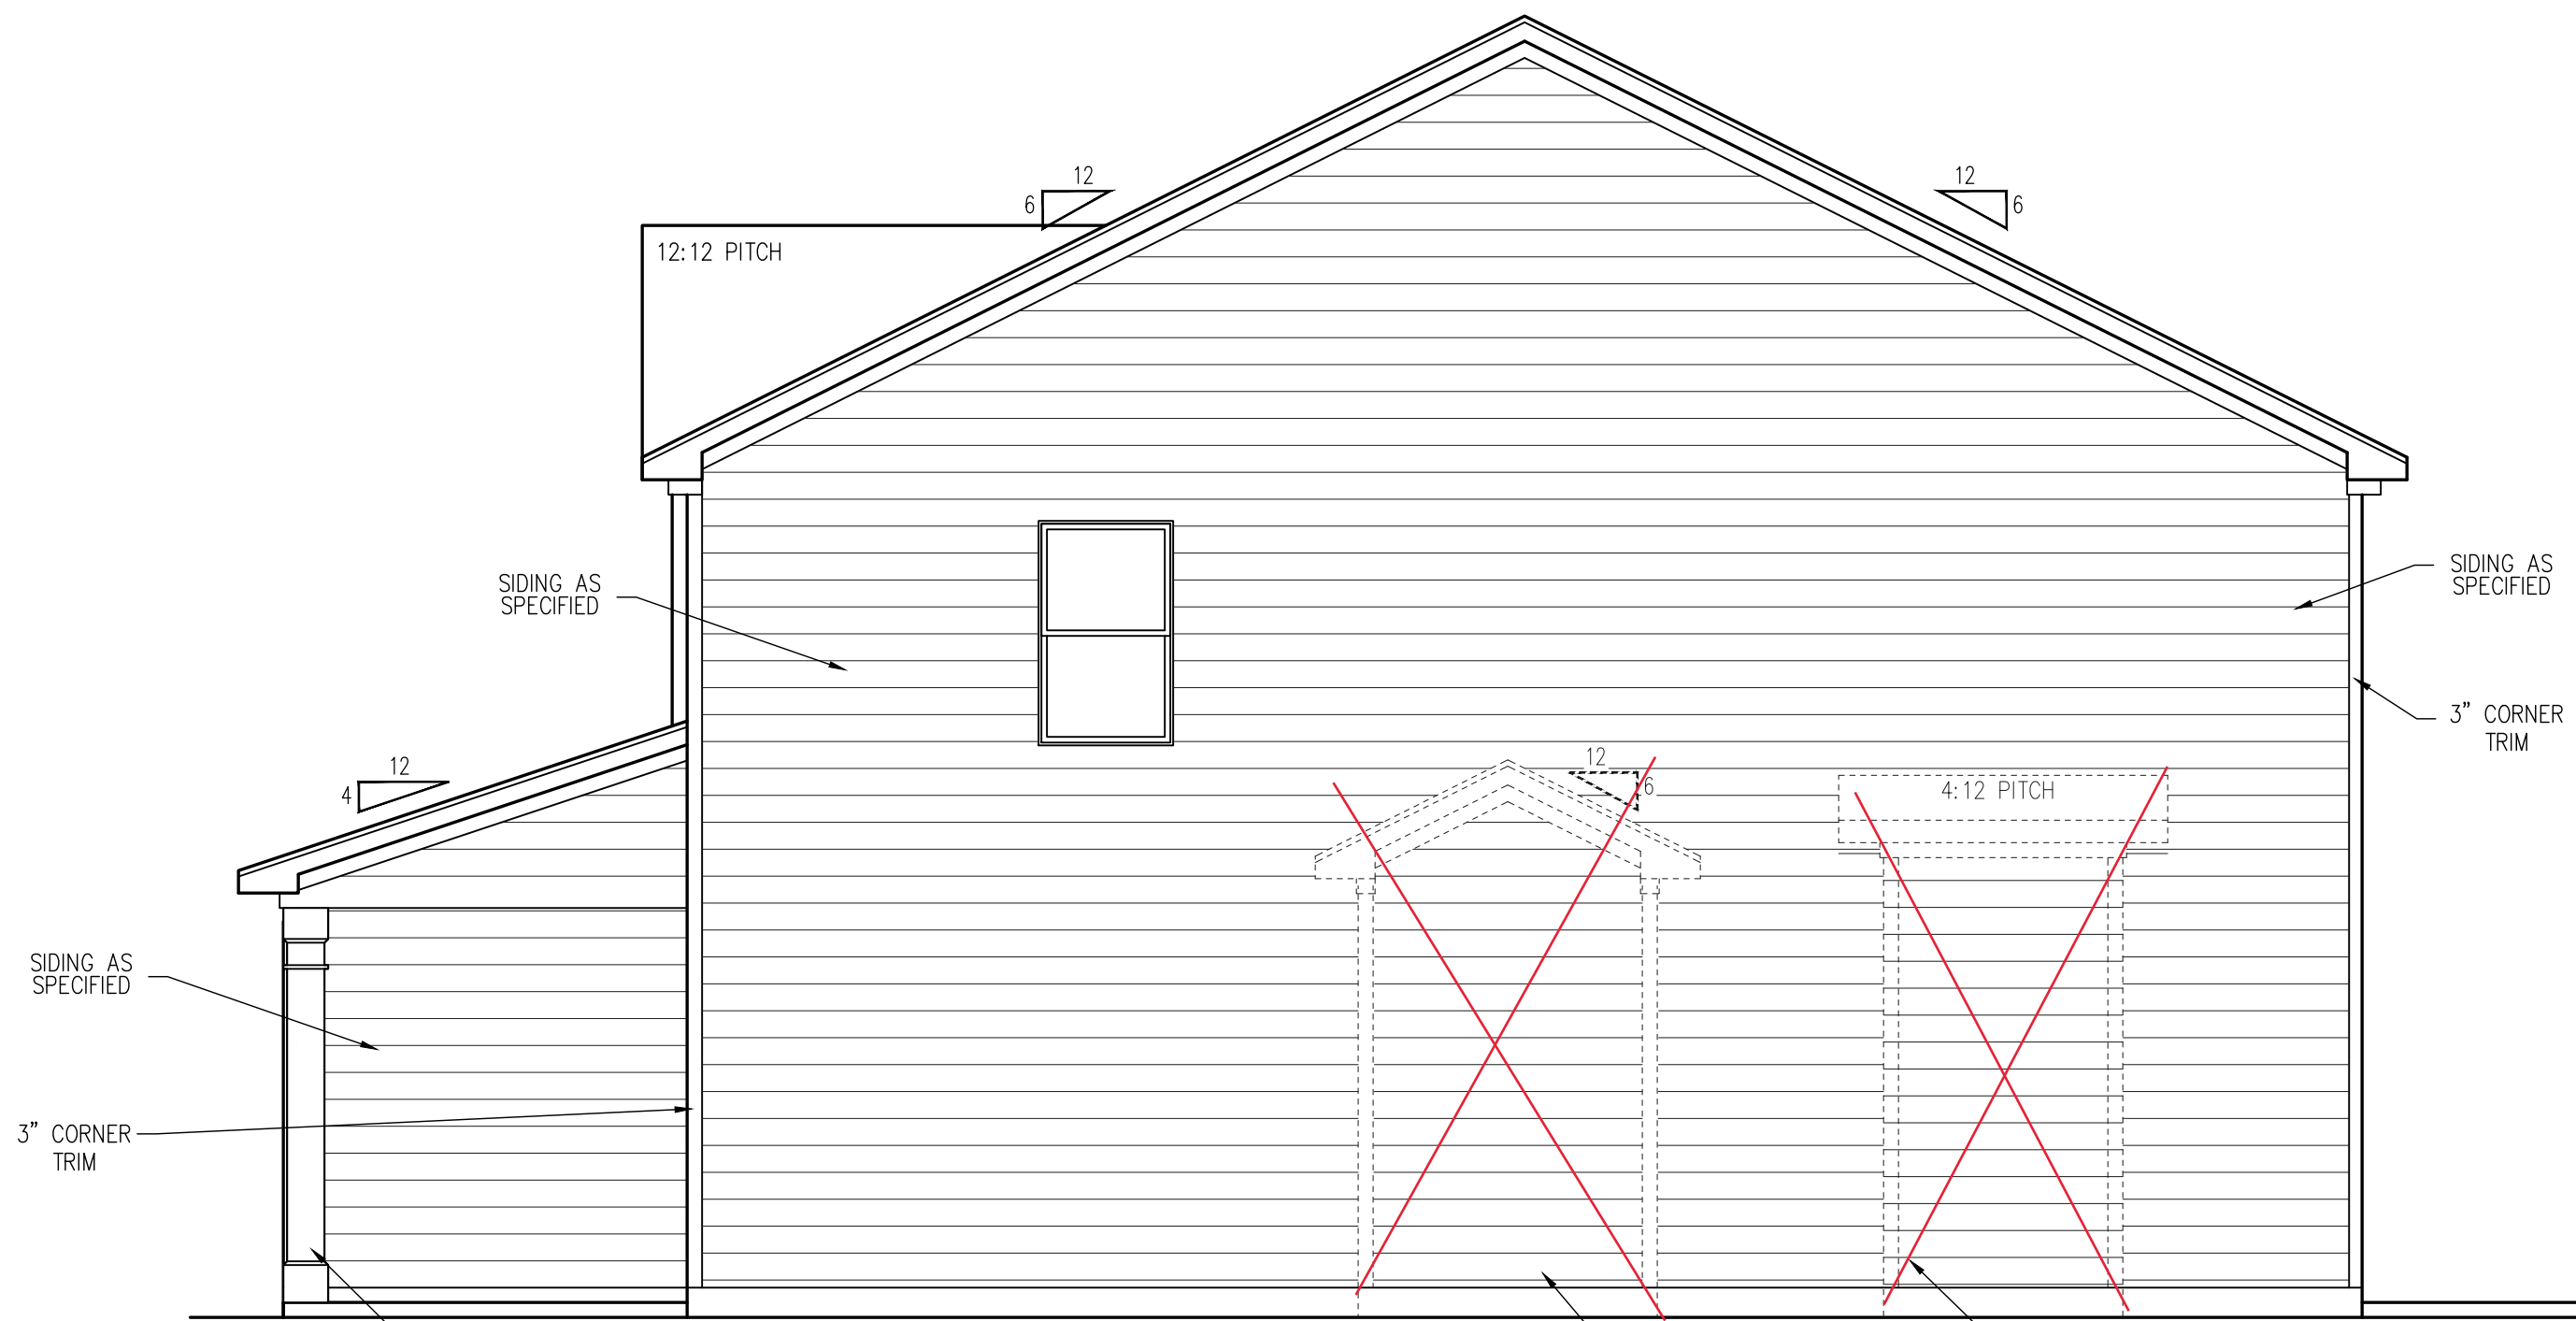 12
6
12
6
12:12 PITCH
SIDING AS
SPECIFIED
SIDING AS
SPECIFIED
3” CORNER
TRIM
12
4
12
6
4:12 PITCH
SIDING AS
SPECIFIED
3” CORNER
TRIM